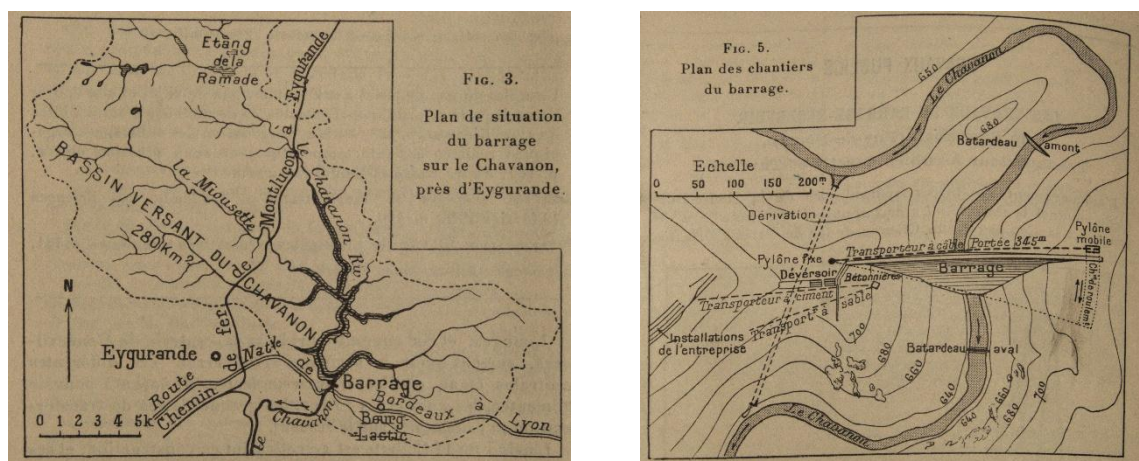 FIG. 3.
Plan de situation
du barrage
sur le Chavanon,
près d'Eygurande.
Etang
de la
Ramade
Eygurande
à
Montluçon
de
fer
de
Chemin
le Chavanon Riv.
La Miousette
BASSIN VERSANT DU CHAVANON
280 Km²
N
Eygurande
Route Natle de Bordeaux à Lyon
Barrage
Bourg-
Lastic
le Chavanon
0 1 2 3 4 5k
FIG. 5.
Plan des chantiers
du barrage.
Le Chavanon
650
680
Batardeau amont
Echelle
0 50 100 150 200m
Dérivation
Transporteur à câble Portée 345m
Pylône
mobile
Pylône fixe
Barrage
Déversoir
Bétonnières
Transporteur à ciment
Transport à sable
Installations
de l'entreprise
700
680
660
640
Batardeau aval
640
660
680
700
Le Chavanon